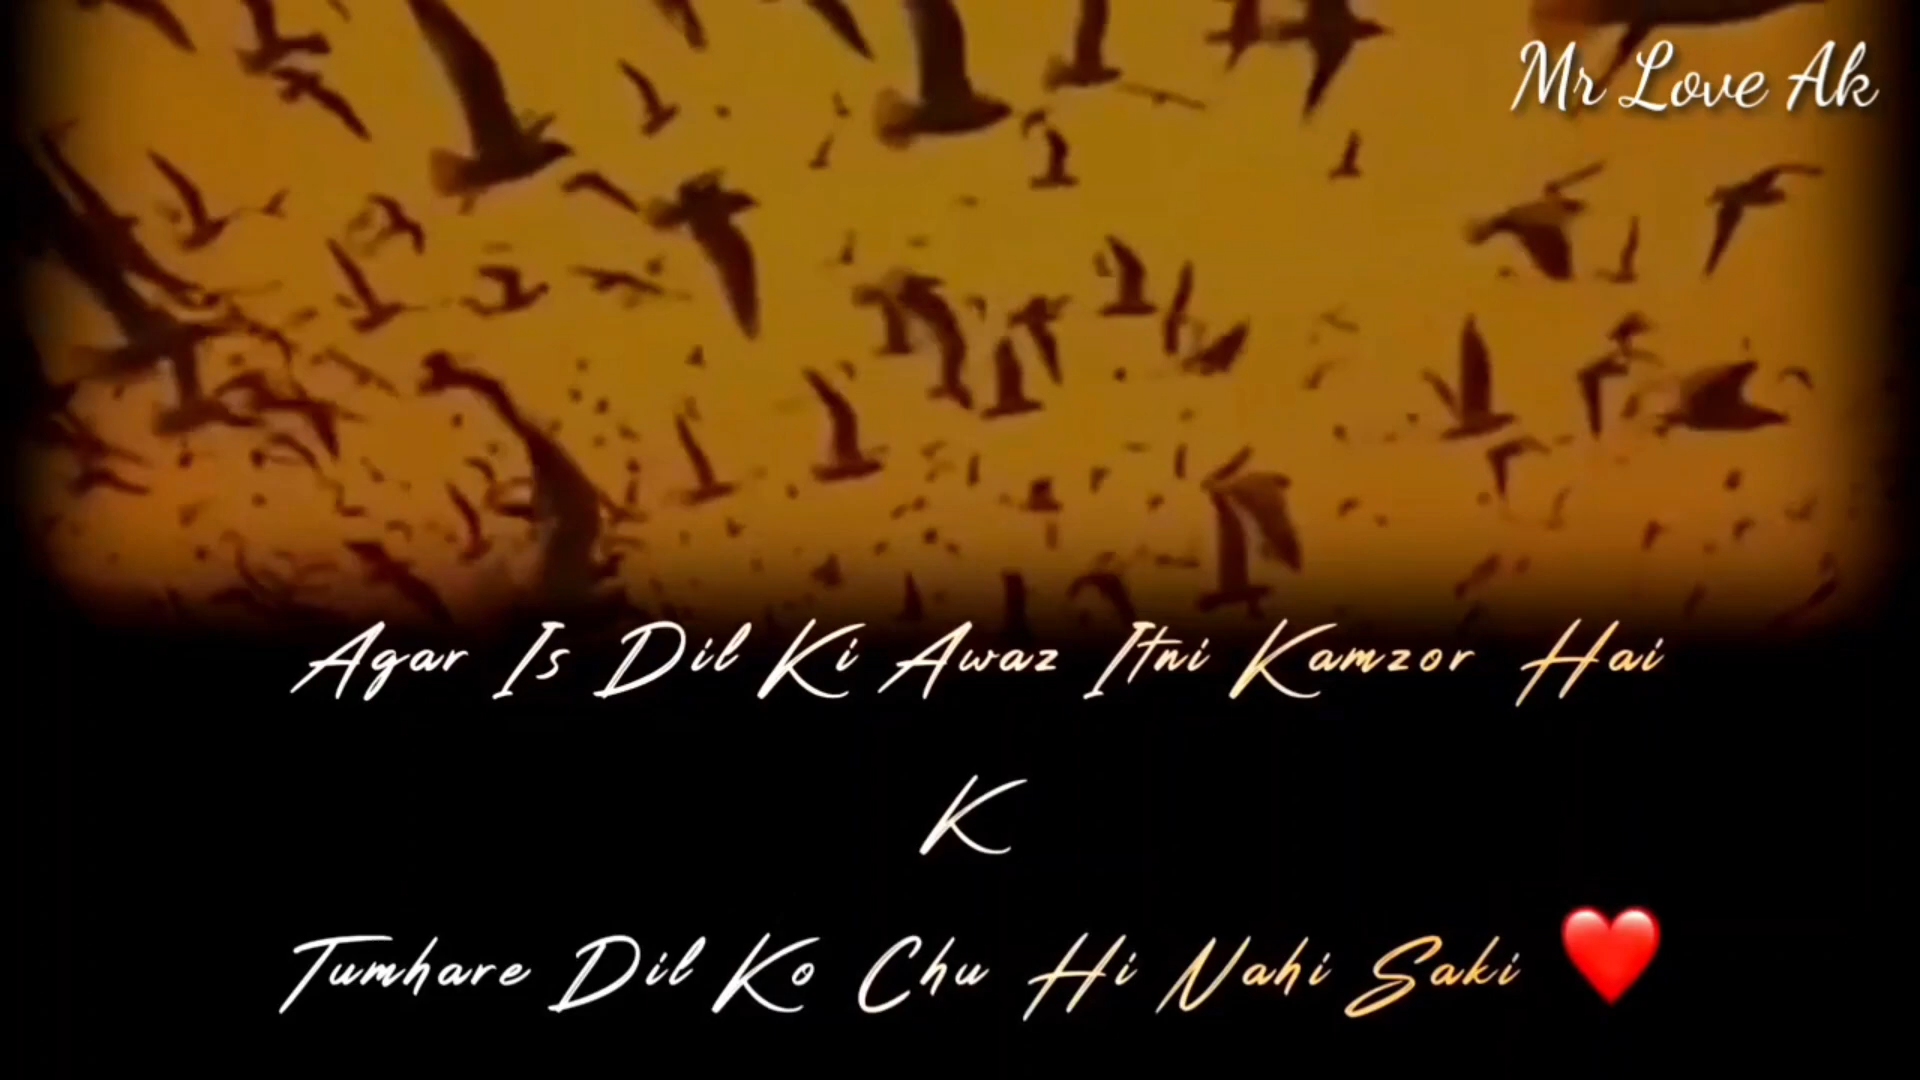 Mr Love Ak
Agar Is Dil Ki Awaz Itni Kamzor Hai
K
Tumhare Dil Ko Chu Hi Nahi Saki ❤️